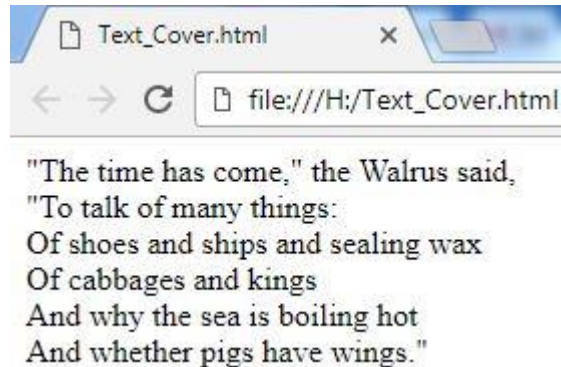 Text_Cover.html
file:///H:/Text_Cover.html
"The time has come," the Walrus said,
"To talk of many things:
Of shoes and ships and sealing wax
Of cabbages and kings
And why the sea is boiling hot
And whether pigs have wings."